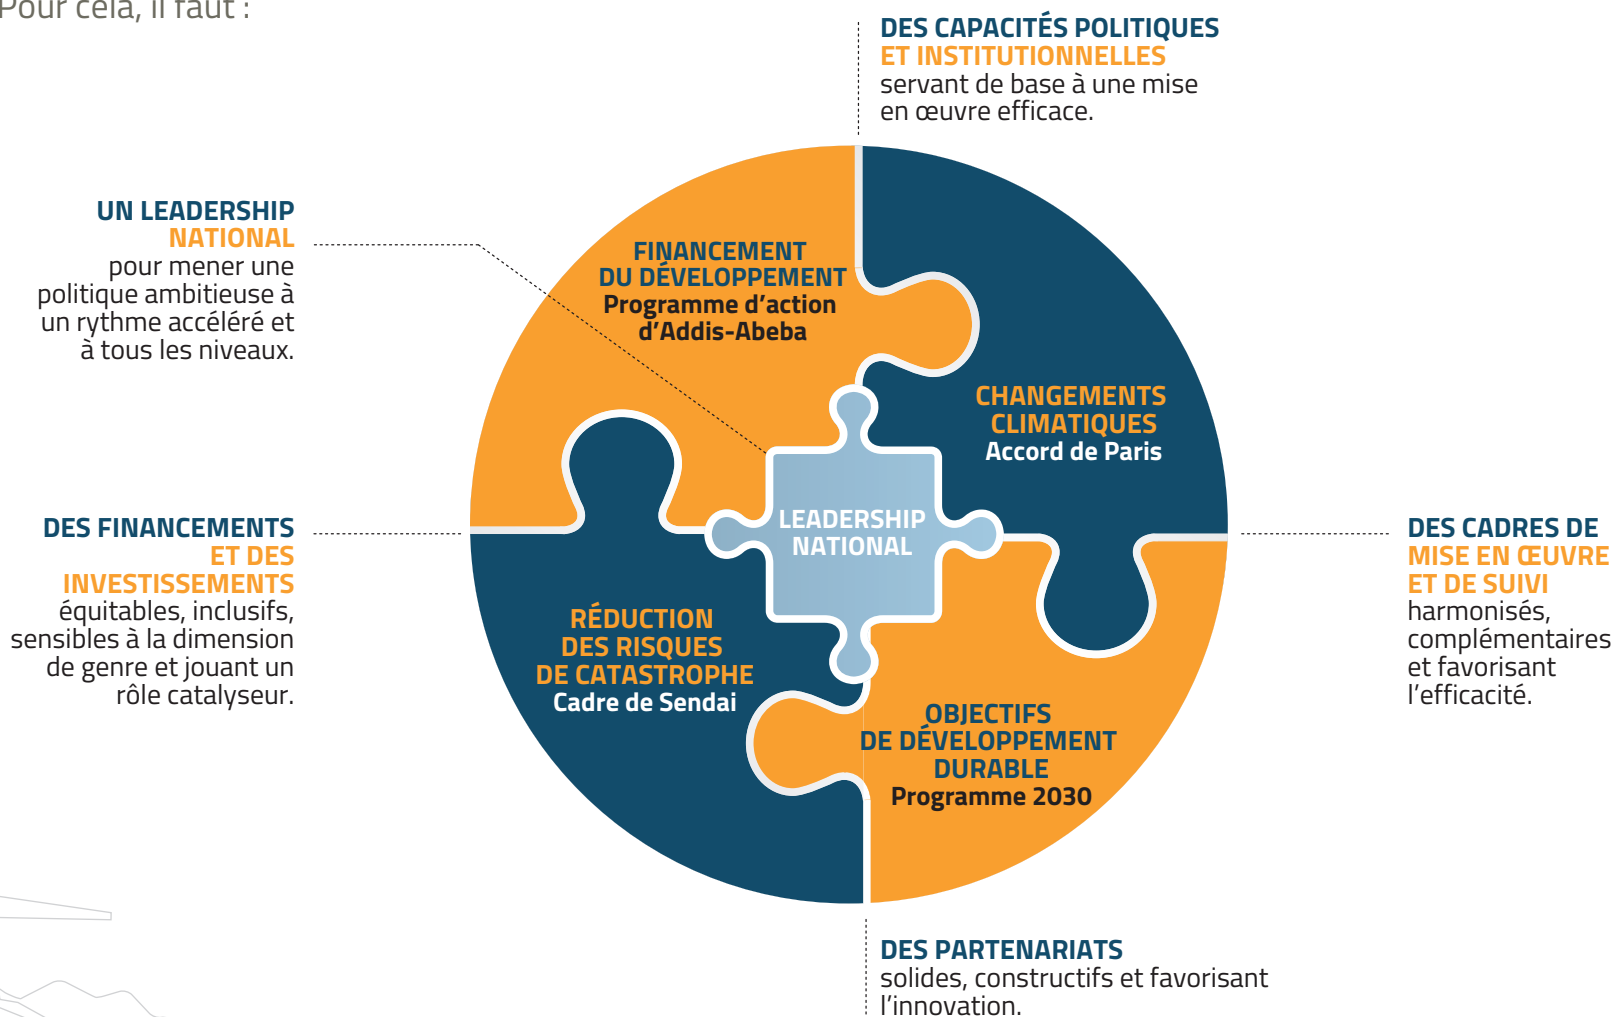 Pour cela, il faut :
DES CAPACITÉS POLITIQUES
ET INSTITUTIONNELLES
servant de base à une mise
en œuvre efficace.
UN LEADERSHIP
NATIONAL
pour mener une
politique ambitieuse à
un rythme accéléré et
à tous les niveaux.
FINANCEMENT
DU DÉVELOPPEMENT
Programme d’action
d’Addis-Abeba
CHANGEMENTS
CLIMATIQUES
Accord de Paris
LEADERSHIP
NATIONAL
DES FINANCEMENTS
ET DES
INVESTISSEMENTS
équitables, inclusifs,
sensibles à la dimension
de genre et jouant un
rôle catalyseur.
DES CADRES DE
MISE EN ŒUVRE
ET DE SUIVI
harmonisés,
complémentaires
et favorisant
l’efficacité.
RÉDUCTION
DES RISQUES
DE CATASTROPHE
Cadre de Sendai
OBJECTIFS
DE DÉVELOPPEMENT
DURABLE
Programme 2030
DES PARTENARIATS
solides, constructifs et favorisant
l’innovation.